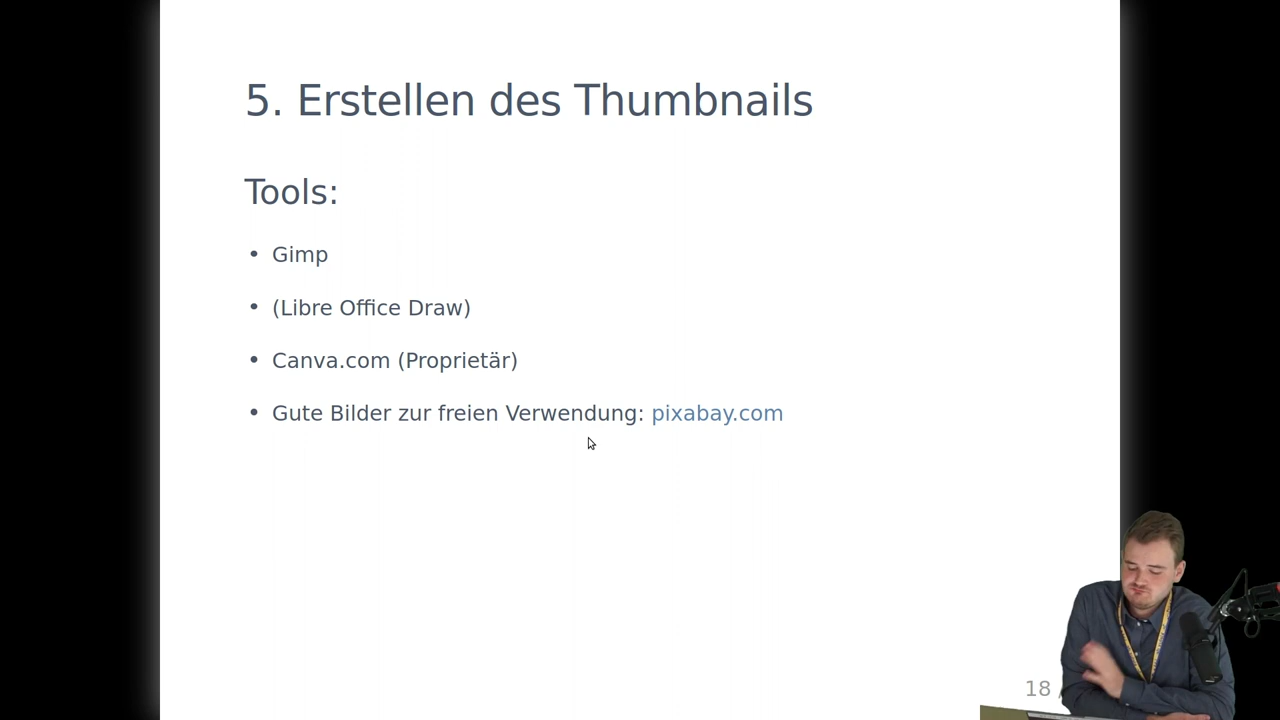 5. Erstellen des Thumbnails
Tools:
• Gimp
• (Libre Office Draw)
• Canva.com (Proprietär)
• Gute Bilder zur freien Verwendung: pixabay.com
18